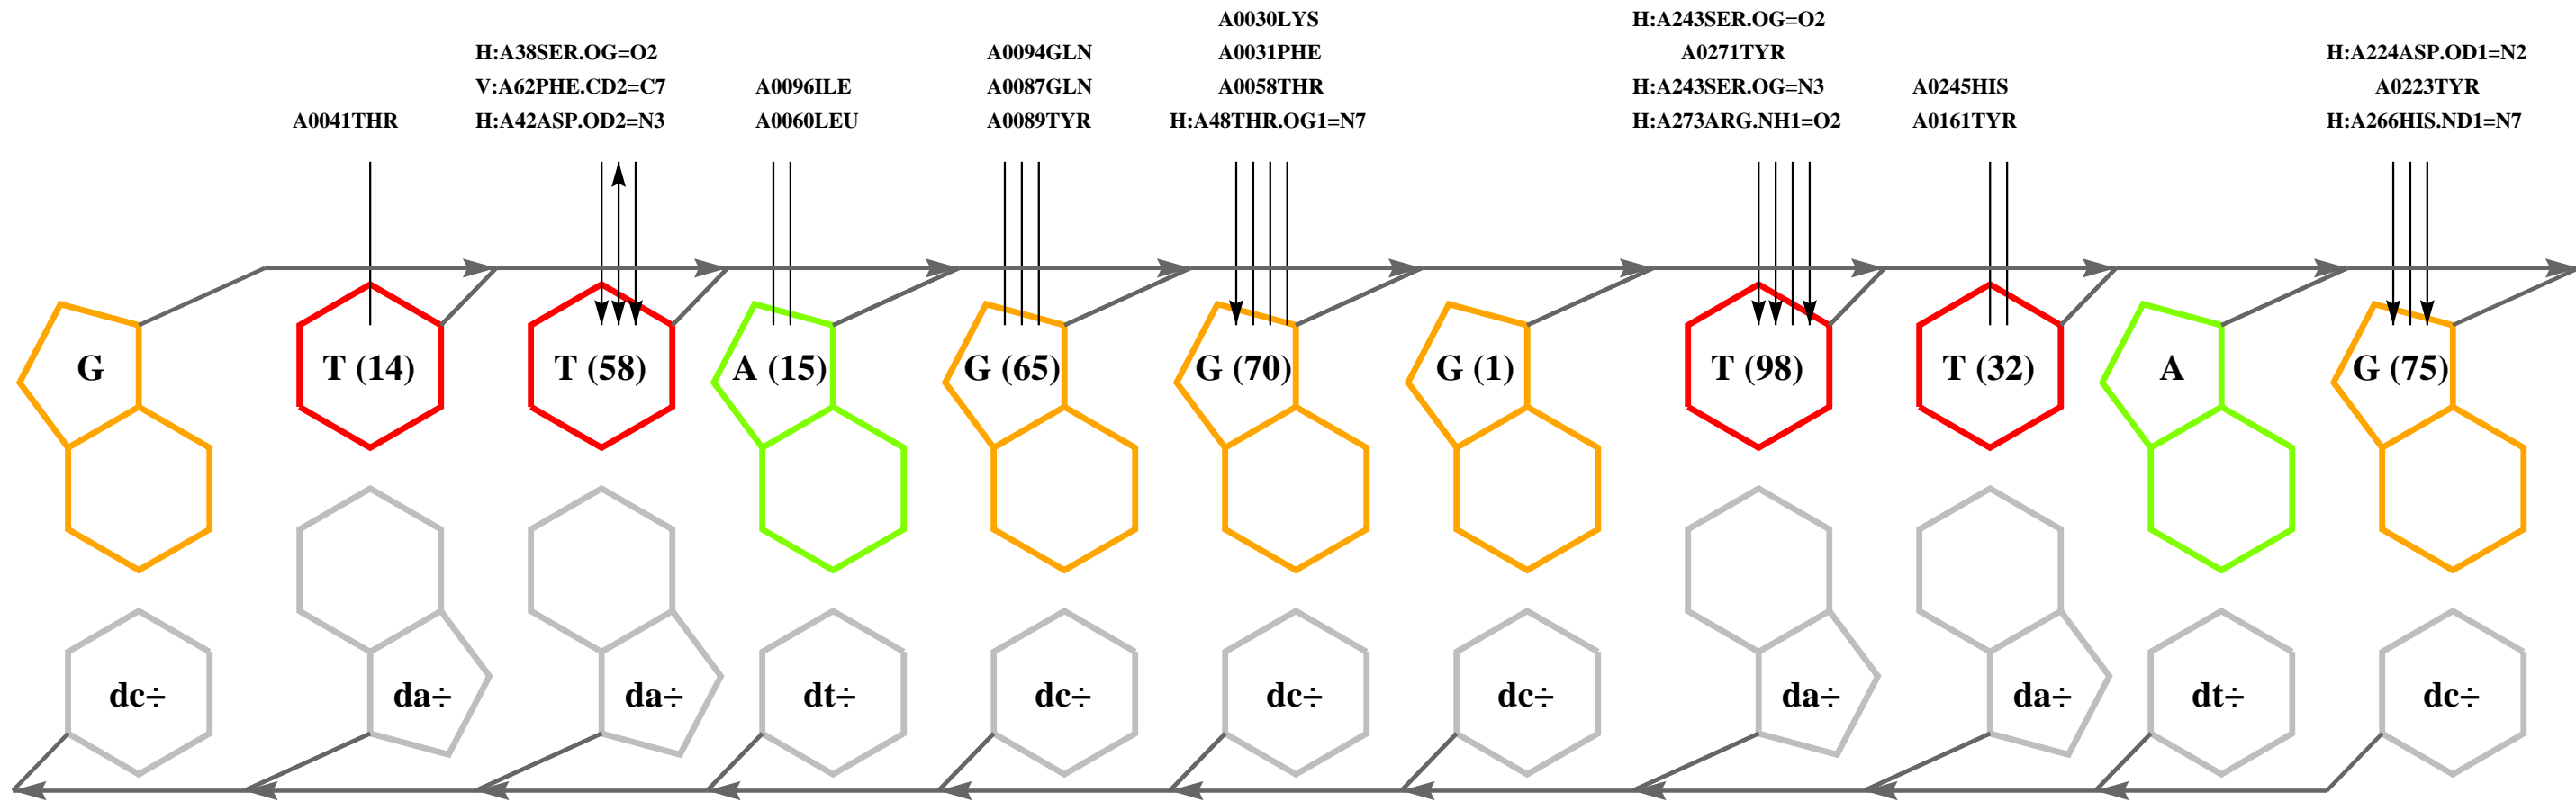 A0030LYS
H:A243SER.OG=O2
H:A38SER.OG=O2
A0094GLN
A0031PHE
A0271TYR
H:A224ASP.OD1=N2
V:A62PHE.CD2=C7
A0096ILE
A0087GLN
A0058THR
H:A243SER.OG=N3
A0245HIS
A0223TYR
A0041THR
H:A42ASP.OD2=N3
A0060LEU
A0089TYR
H:A48THR.OG1=N7
H:A273ARG.NH1=O2
A0161TYR
H:A266HIS.ND1=N7
G
T (14)
T (58)
A (15)
G (65)
G (70)
G (1)
T (98)
T (32)
A
G (75)
dc÷
da÷
da÷
dt÷
dc÷
dc÷
dc÷
da÷
da÷
dt÷
dc÷